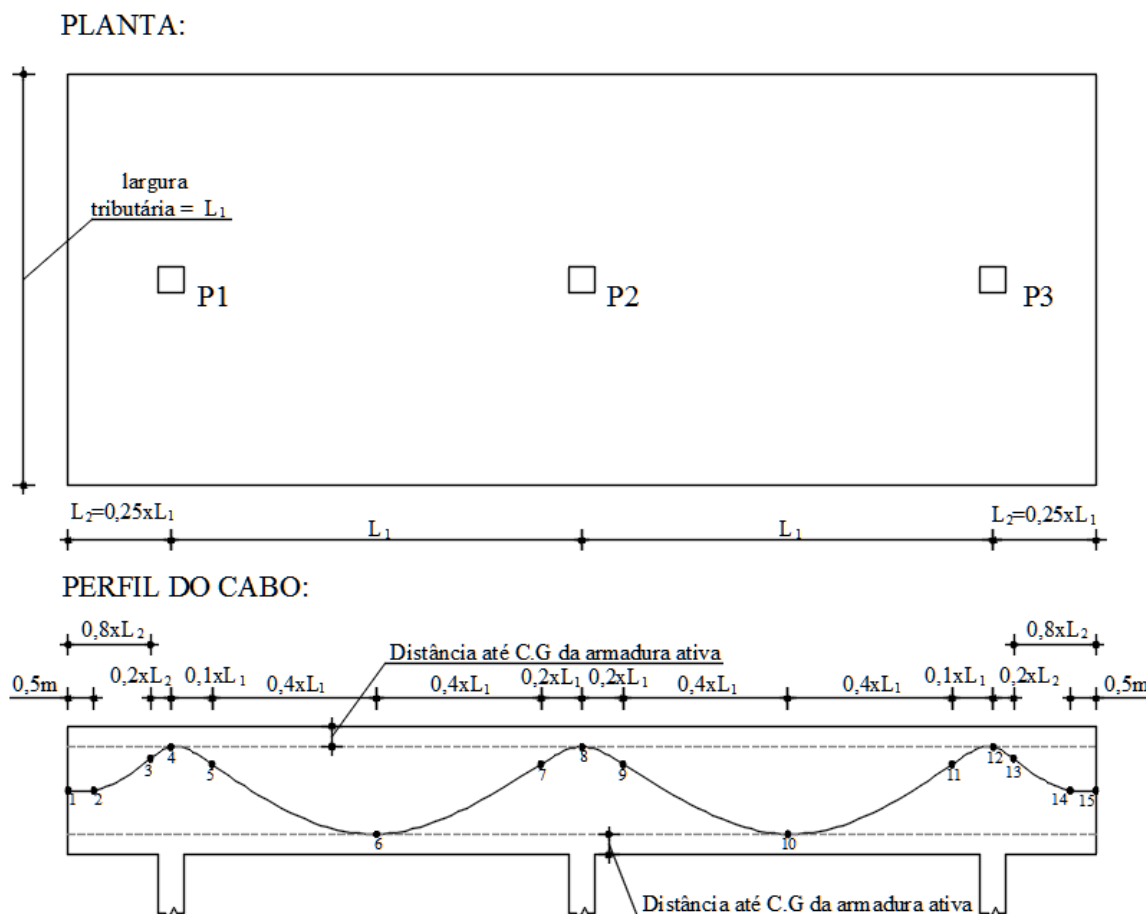 PLANTA:
largura
tributária = L₁
P1
P2
P3
L₂=0,25xL₁
L₁
L₁
L₂=0,25xL₁
PERFIL DO CABO:
0,8xL₂
0,8xL₂
Distância até C.G da armadura ativa
0,5m
0,2xL₂
0,1xL₁
0,4xL₁
0,4xL₁
0,2xL₁
0,2xL₁
0,4xL₁
0,4xL₁
0,1xL₁
0,2xL₂
0,5m
1
2
3
4
5
6
7
8
9
10
11
12
13
14
15
Distância até C.G da armadura ativa